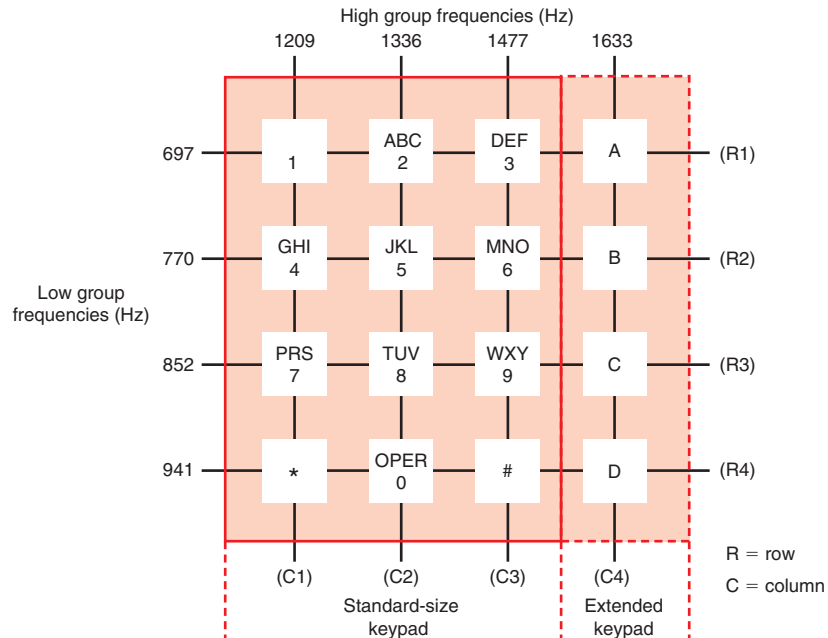 High group frequencies (Hz)
1209 1336 1477 1633
697 1 ABC 2 DEF 3 A (R1)
770 GHI 4 JKL 5 MNO 6 B (R2)
Low group
frequencies (Hz)
852 PRS 7 TUV 8 WXY 9 C (R3)
941 * OPER 0 # D (R4)
(C1) (C2) (C3) (C4)
R = row
C = column
Standard-size
keypad
Extended
keypad